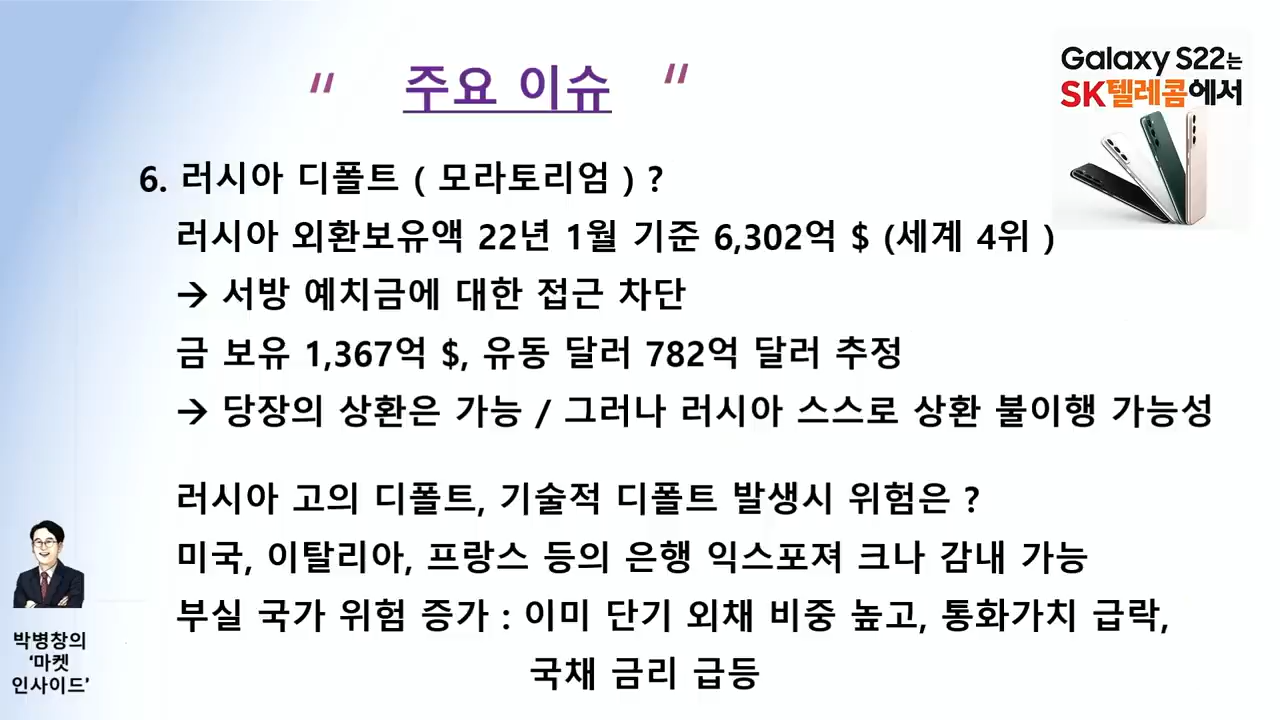 " 주요 이슈 "
Galaxy S22는
SK텔레콤에서
6. 러시아 디폴트 ( 모라토리엄 ) ?
러시아 외환보유액 22년 1월 기준 6,302억 $ (세계 4위 )
→ 서방 예치금에 대한 접근 차단
금 보유 1,367억 $, 유동 달러 782억 달러 추정
→ 당장의 상환은 가능 / 그러나 러시아 스스로 상환 불이행 가능성
러시아 고의 디폴트, 기술적 디폴트 발생시 위험은 ?
미국, 이탈리아, 프랑스 등의 은행 익스포져 크나 감내 가능
부실 국가 위험 증가 : 이미 단기 외채 비중 높고, 통화가치 급락,
국채 금리 급등
박병창의
‘마켓
인사이드’